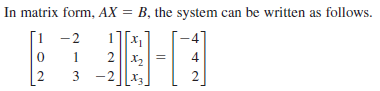 In matrix form, AX = B, the system can be written as follows.
[1 -2 1] [x₁] [-4]
[0 1 2] [x₂] = [4]
[2 3 -2] [x₃] [2]